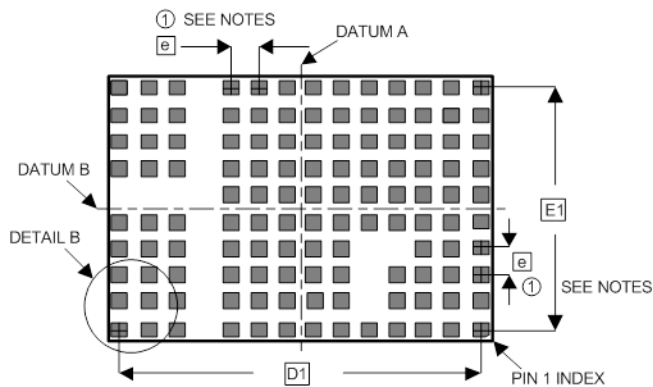 ① SEE NOTES
e
DATUM A
DATUM B
E1
DETAIL B
e
①
SEE NOTES
D1
PIN 1 INDEX